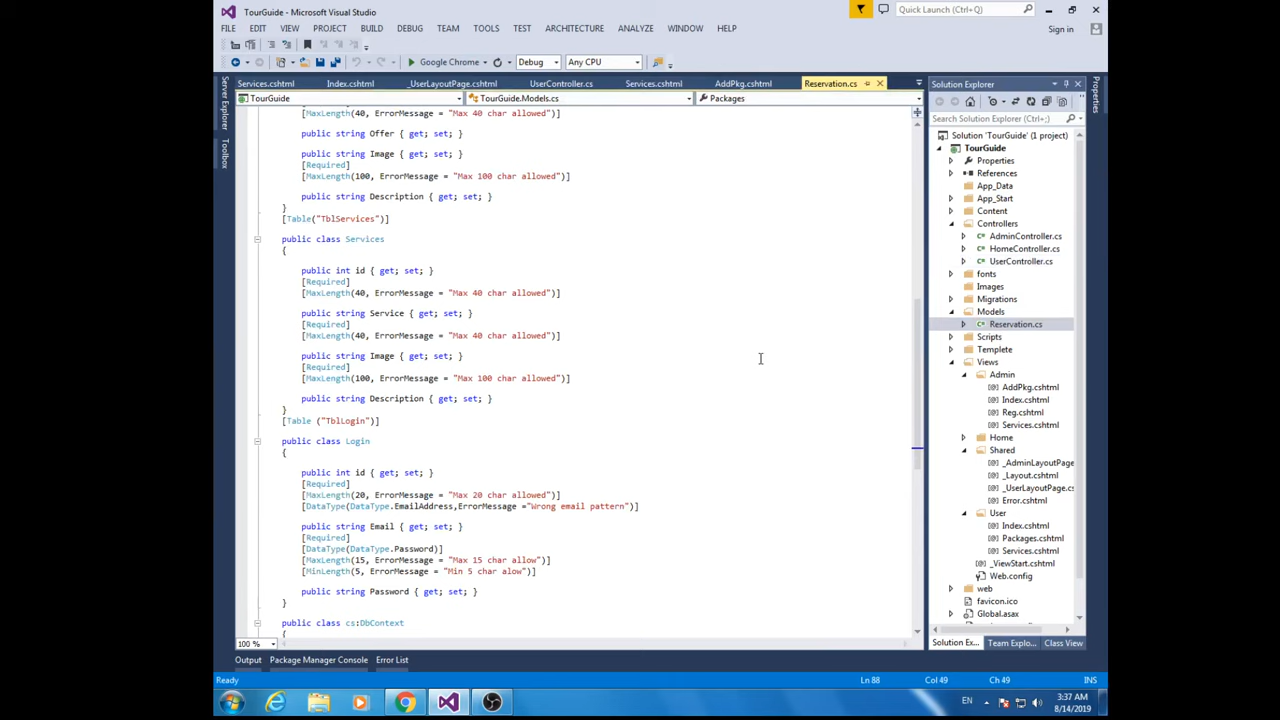 TourGuide - Microsoft Visual Studio
Quick Launch (Ctrl+Q)
FILE EDIT VIEW PROJECT BUILD DEBUG TEAM TOOLS TEST ARCHITECTURE ANALYZE WINDOW HELP
Sign in
Google Chrome Debug Any CPU
Services.cshtml Index.cshtml _UserLayoutPage.cshtml UserController.cs Services.cshtml AddPkg.cshtml Reservation.cs
TourGuide TourGuide.Models.cs Packages
Server Explorer
Toolbox
[MaxLength(40, ErrorMessage = "Max 40 char allowed")]
public string Offer { get; set; }
public string Image { get; set; }
[Required]
[MaxLength(100, ErrorMessage = "Max 100 char allowed")]
public string Description { get; set; }
}
[Table("TblServices")]
public class Services
{
public int id { get; set; }
[Required]
[MaxLength(40, ErrorMessage = "Max 40 char allowed")]
public string Service { get; set; }
[Required]
[MaxLength(40, ErrorMessage = "Max 40 char allowed")]
public string Image { get; set; }
[Required]
[MaxLength(100, ErrorMessage = "Max 100 char allowed")]
public string Description { get; set; }
}
[Table ("TblLogin")]
public class Login
{
public int id { get; set; }
[Required]
[MaxLength(20, ErrorMessage = "Max 20 char allowed")]
[DataType(DataType.EmailAddress,ErrorMessage ="Wrong email pattern")]
public string Email { get; set; }
[Required]
[DataType(DataType.Password)]
[MaxLength(15, ErrorMessage = "Max 15 char allow")]
[MinLength(5, ErrorMessage = "Min 5 char alow")]
public string Password { get; set; }
}
public class cs:DbContext
{
100 %
Solution Explorer
Search Solution Explorer (Ctrl+;)
Solution 'TourGuide' (1 project)
TourGuide
Properties
References
App_Data
App_Start
Content
Controllers
AdminController.cs
HomeController.cs
UserController.cs
fonts
Images
Migrations
Models
Reservation.cs
Scripts
Templete
Views
Admin
AddPkg.cshtml
Index.cshtml
Reg.cshtml
Services.cshtml
Home
Shared
_AdminLayoutPage
_Layout.cshtml
_UserLayoutPage.cs
Error.cshtml
User
Index.cshtml
Packages.cshtml
Services.cshtml
_ViewStart.cshtml
Web.config
web
favicon.ico
Global.asax
Solution Ex... Team Explo... Class View
Properties
Output Package Manager Console Error List
Ready Ln 88 Col 49 Ch 49 INS
EN
3:37 AM
8/14/2019